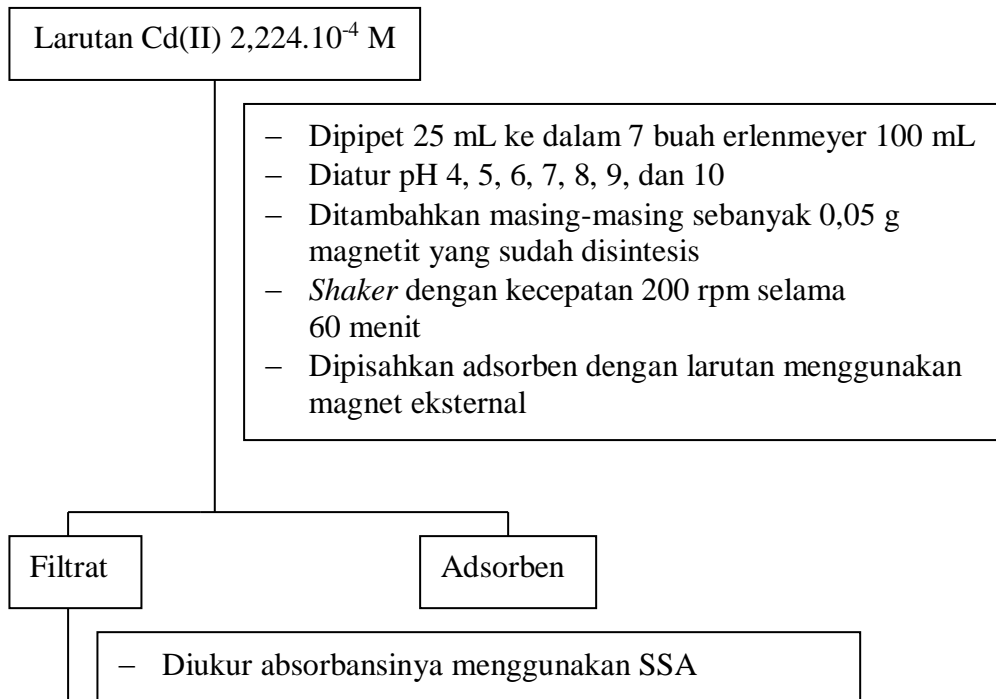 Larutan Cd(II) 2,224.10⁻⁴ M
– Dipipet 25 mL ke dalam 7 buah erlenmeyer 100 mL
– Diatur pH 4, 5, 6, 7, 8, 9, dan 10
– Ditambahkan masing-masing sebanyak 0,05 g
magnetit yang sudah disintesis
– Shaker dengan kecepatan 200 rpm selama
60 menit
– Dipisahkan adsorben dengan larutan menggunakan
magnet eksternal
Filtrat
Adsorben
– Diukur absorbansinya menggunakan SSA